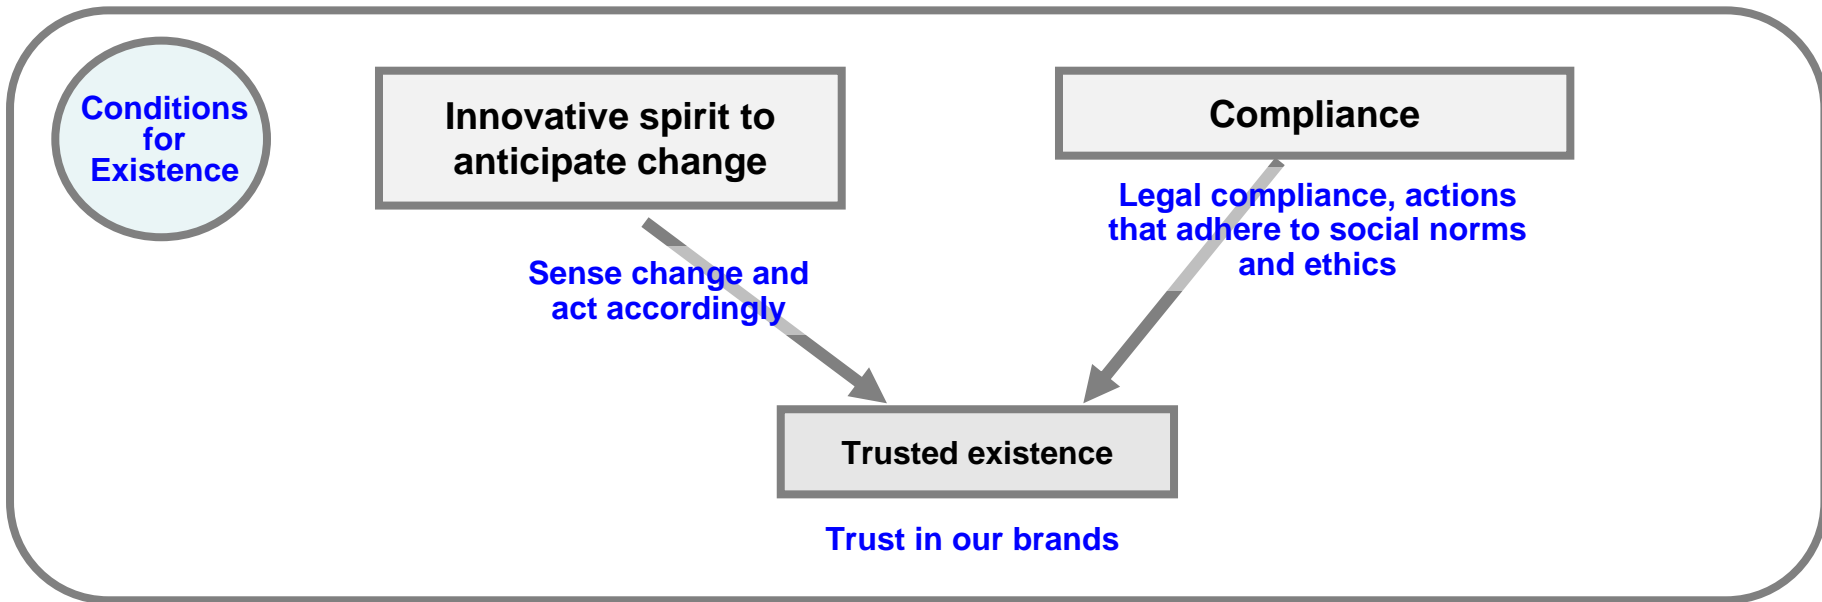 Conditions
for
Existence
Innovative spirit to
anticipate change
Compliance
Legal compliance, actions
that adhere to social norms
and ethics
Sense change and
act accordingly
Trusted existence
Trust in our brands